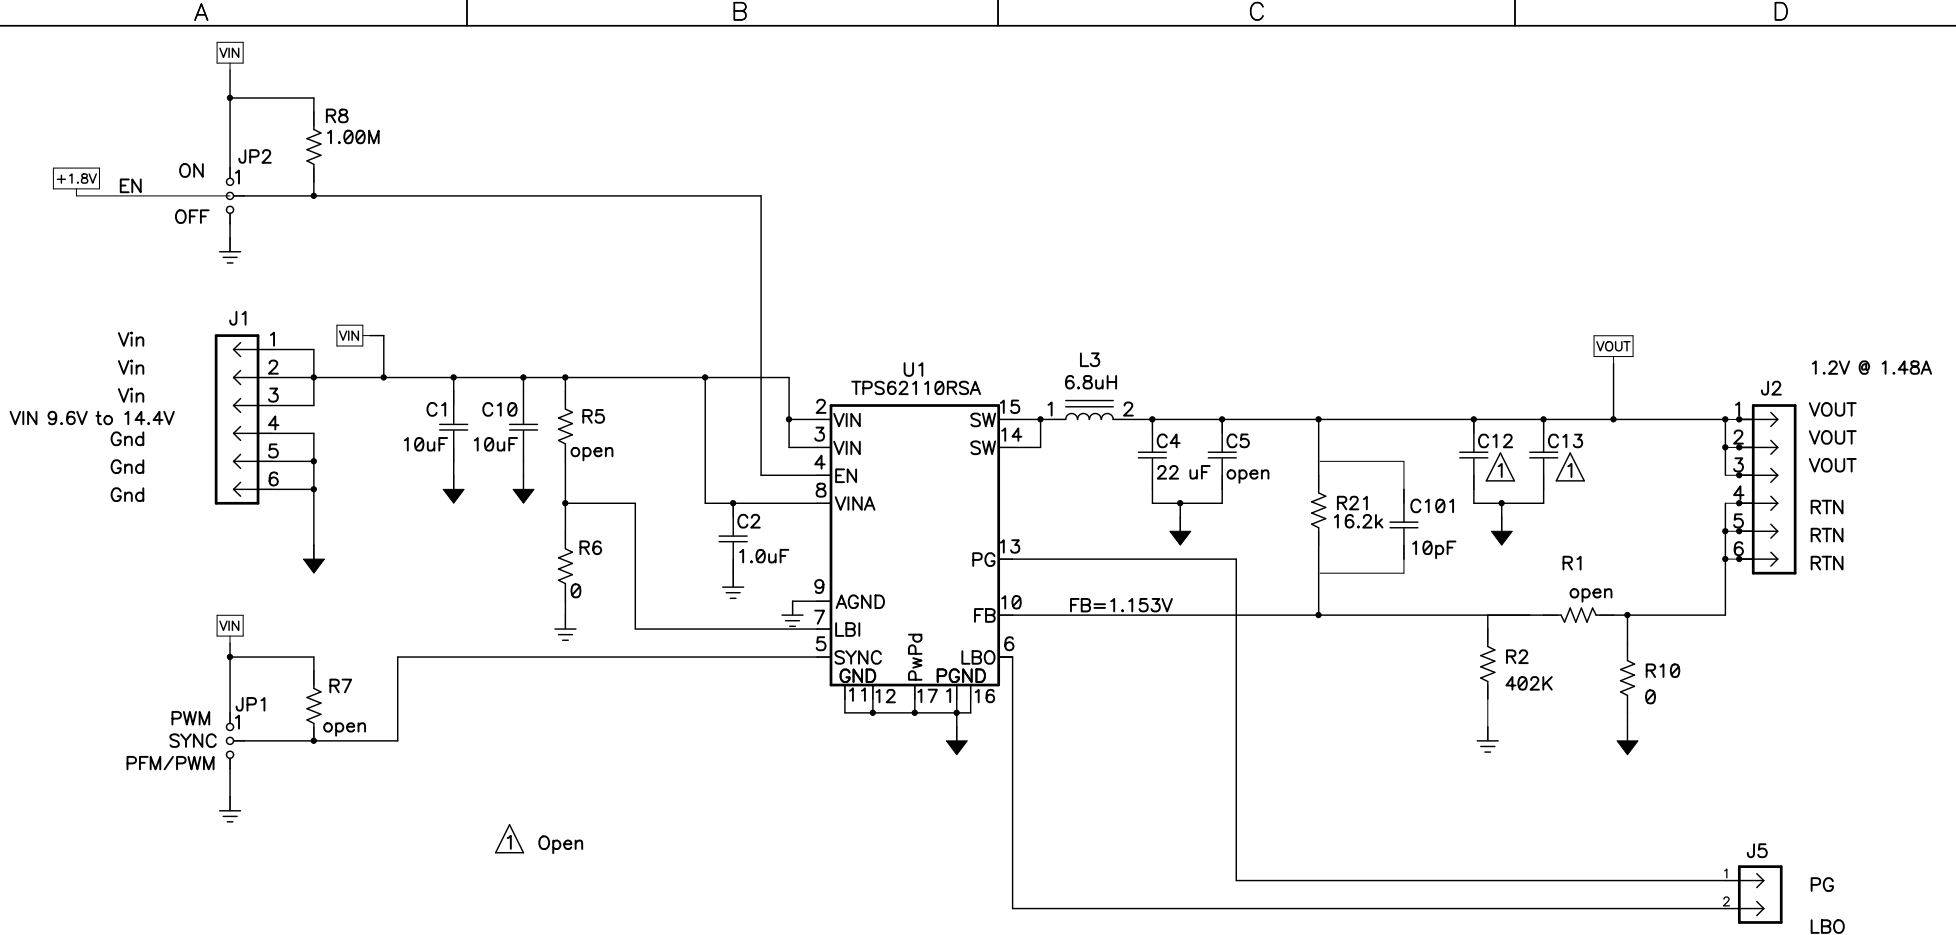 A B C D
VIN
R8
1.00M
JP2
1
ON
+1.8V
EN
OFF
J1
Vin
Vin
Vin
VIN 9.6V to 14.4V
Gnd
Gnd
Gnd
1
2
3
4
5
6
VIN
C1
10uF
C10
10uF
R5
open
R6
0
C2
1.0uF
U1
TPS62110RSA
2 VIN
3 VIN
4 EN
8 VINA
9 AGND
7 LBI
5 SYNC
GND
PwPd
PGND
11
12
17
1
16
SW 15
SW 14
PG 13
FB 10
LBO 6
L3
6.8uH
1
2
C4
22 uF
C5
open
R21
16.2k
C101
10pF
C12
1
C13
1
VOUT
1.2V @ 1.48A
J2
1 VOUT
2 VOUT
3 VOUT
4 RTN
5 RTN
6 RTN
FB=1.153V
R1
open
R2
402K
R10
0
VIN
R7
open
JP1
1
PWM
SYNC
PFM/PWM
1 Open
J5
1 PG
2
LBO